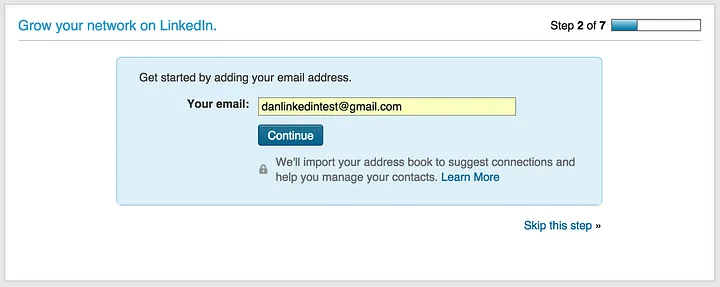 Grow your network on LinkedIn.
Step 2 of 7
Get started by adding your email address.
Your email: danlinkedintest@gmail.com
Continue
We'll import your address book to suggest connections and
help you manage your contacts. Learn More
Skip this step »